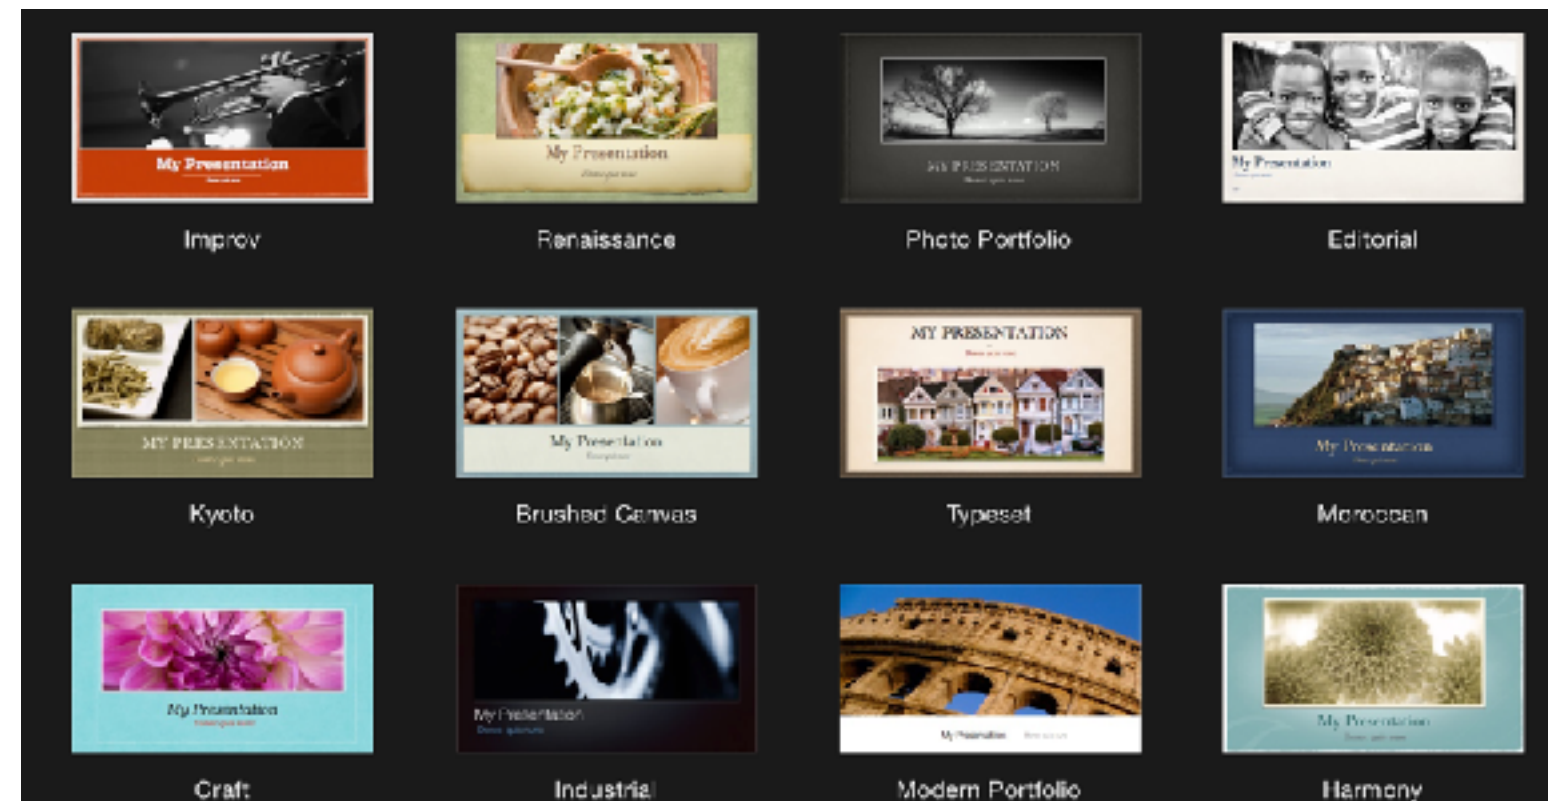 My Presentation
Improv
My Presentation
Renaissance
MY PRESENTATION
Photo Portfolio
My Presentation
Editorial
MY PRESENTATION
Kyoto
My Presentation
Brushed Canvas
MY PRESENTATION
Typeset
My Presentation
Moroccan
My Presentation
Craft
My Presentation
Industrial
My Presentation
Modern Portfolio
My Presentation
Harmony